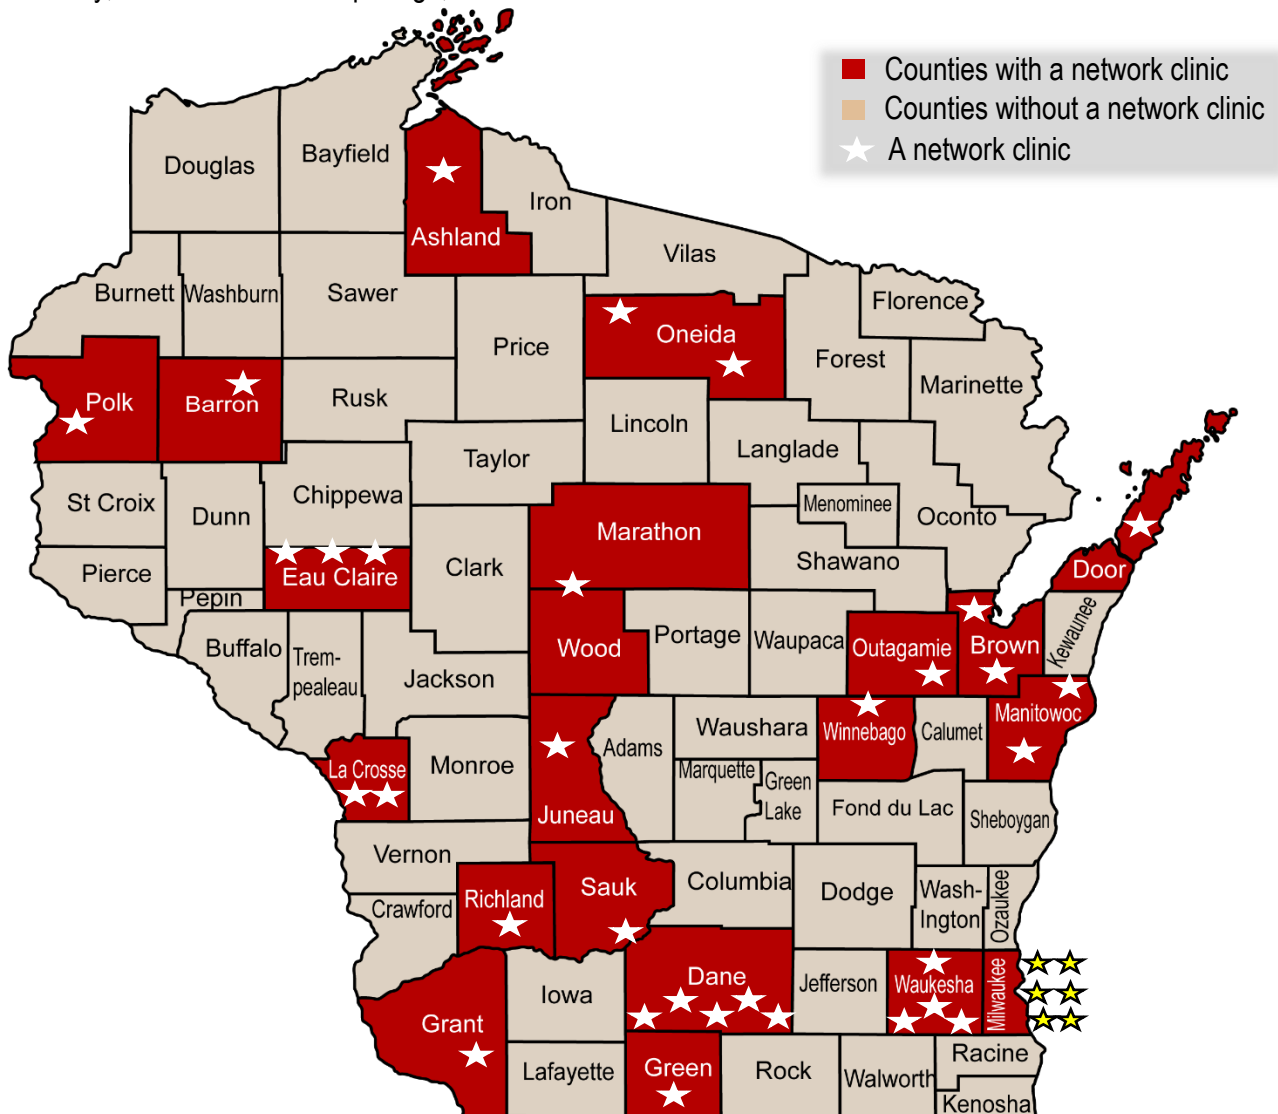 Counties with a network clinic
Counties without a network clinic
A network clinic
Douglas
Bayfield
Iron
Ashland
Vilas
Burnett
Washburn
Sawer
Florence
Price
Oneida
Forest
Marinette
Polk
Barron
Rusk
Lincoln
Langlade
Taylor
St Croix
Dunn
Chippewa
Menominee
Oconto
Marathon
Shawano
Pierce
Eau Claire
Clark
Door
Pepin
Buffalo
Trem-
pealeau
Jackson
Wood
Portage
Waupaca
Outagamie
Brown
Kewaunee
Adams
Waushara
Winnebago
Calumet
Manitowoc
La Crosse
Monroe
Juneau
Marquette
Green
Lake
Fond du Lac
Sheboygan
Vernon
Richland
Sauk
Columbia
Dodge
Wash-
Ington
Ozaukee
Crawford
Grant
Iowa
Dane
Jefferson
Waukesha
Milwaukee
Lafayette
Green
Rock
Walworth
Racine
Kenosha